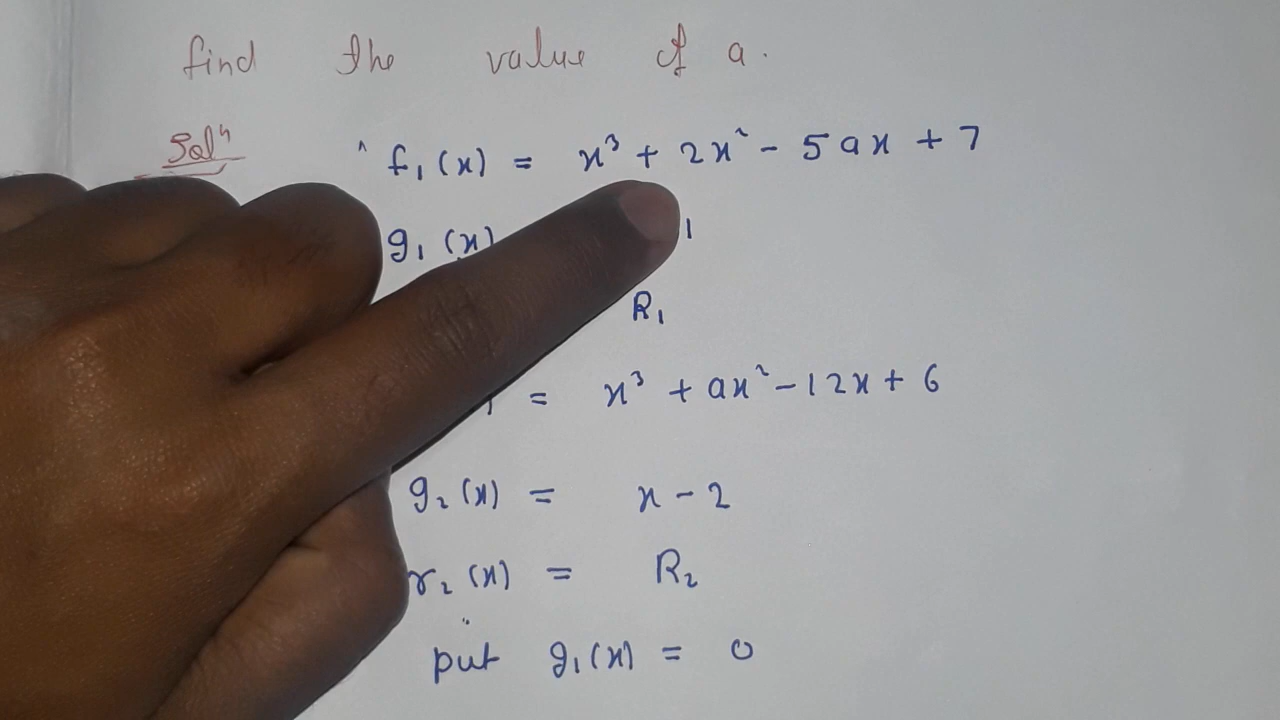 find the value of a.
Solⁿ f₁(x) = x³ + 2x² - 5ax + 7
g₁(x) 1
R₁
= x³ + ax² - 12x + 6
g₂(x) = x - 2
r₂(x) = R₂
put g₁(x) = 0